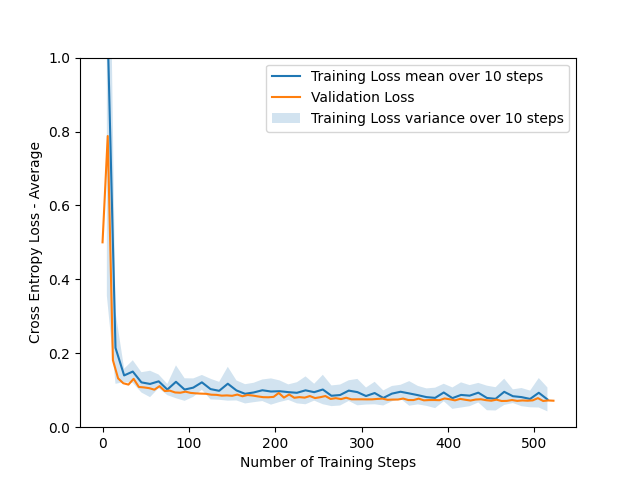 1.0
0.8
0.6
0.4
0.2
0.0
Cross Entropy Loss - Average
Training Loss mean over 10 steps
Validation Loss
Training Loss variance over 10 steps
0 100 200 300 400 500
Number of Training Steps